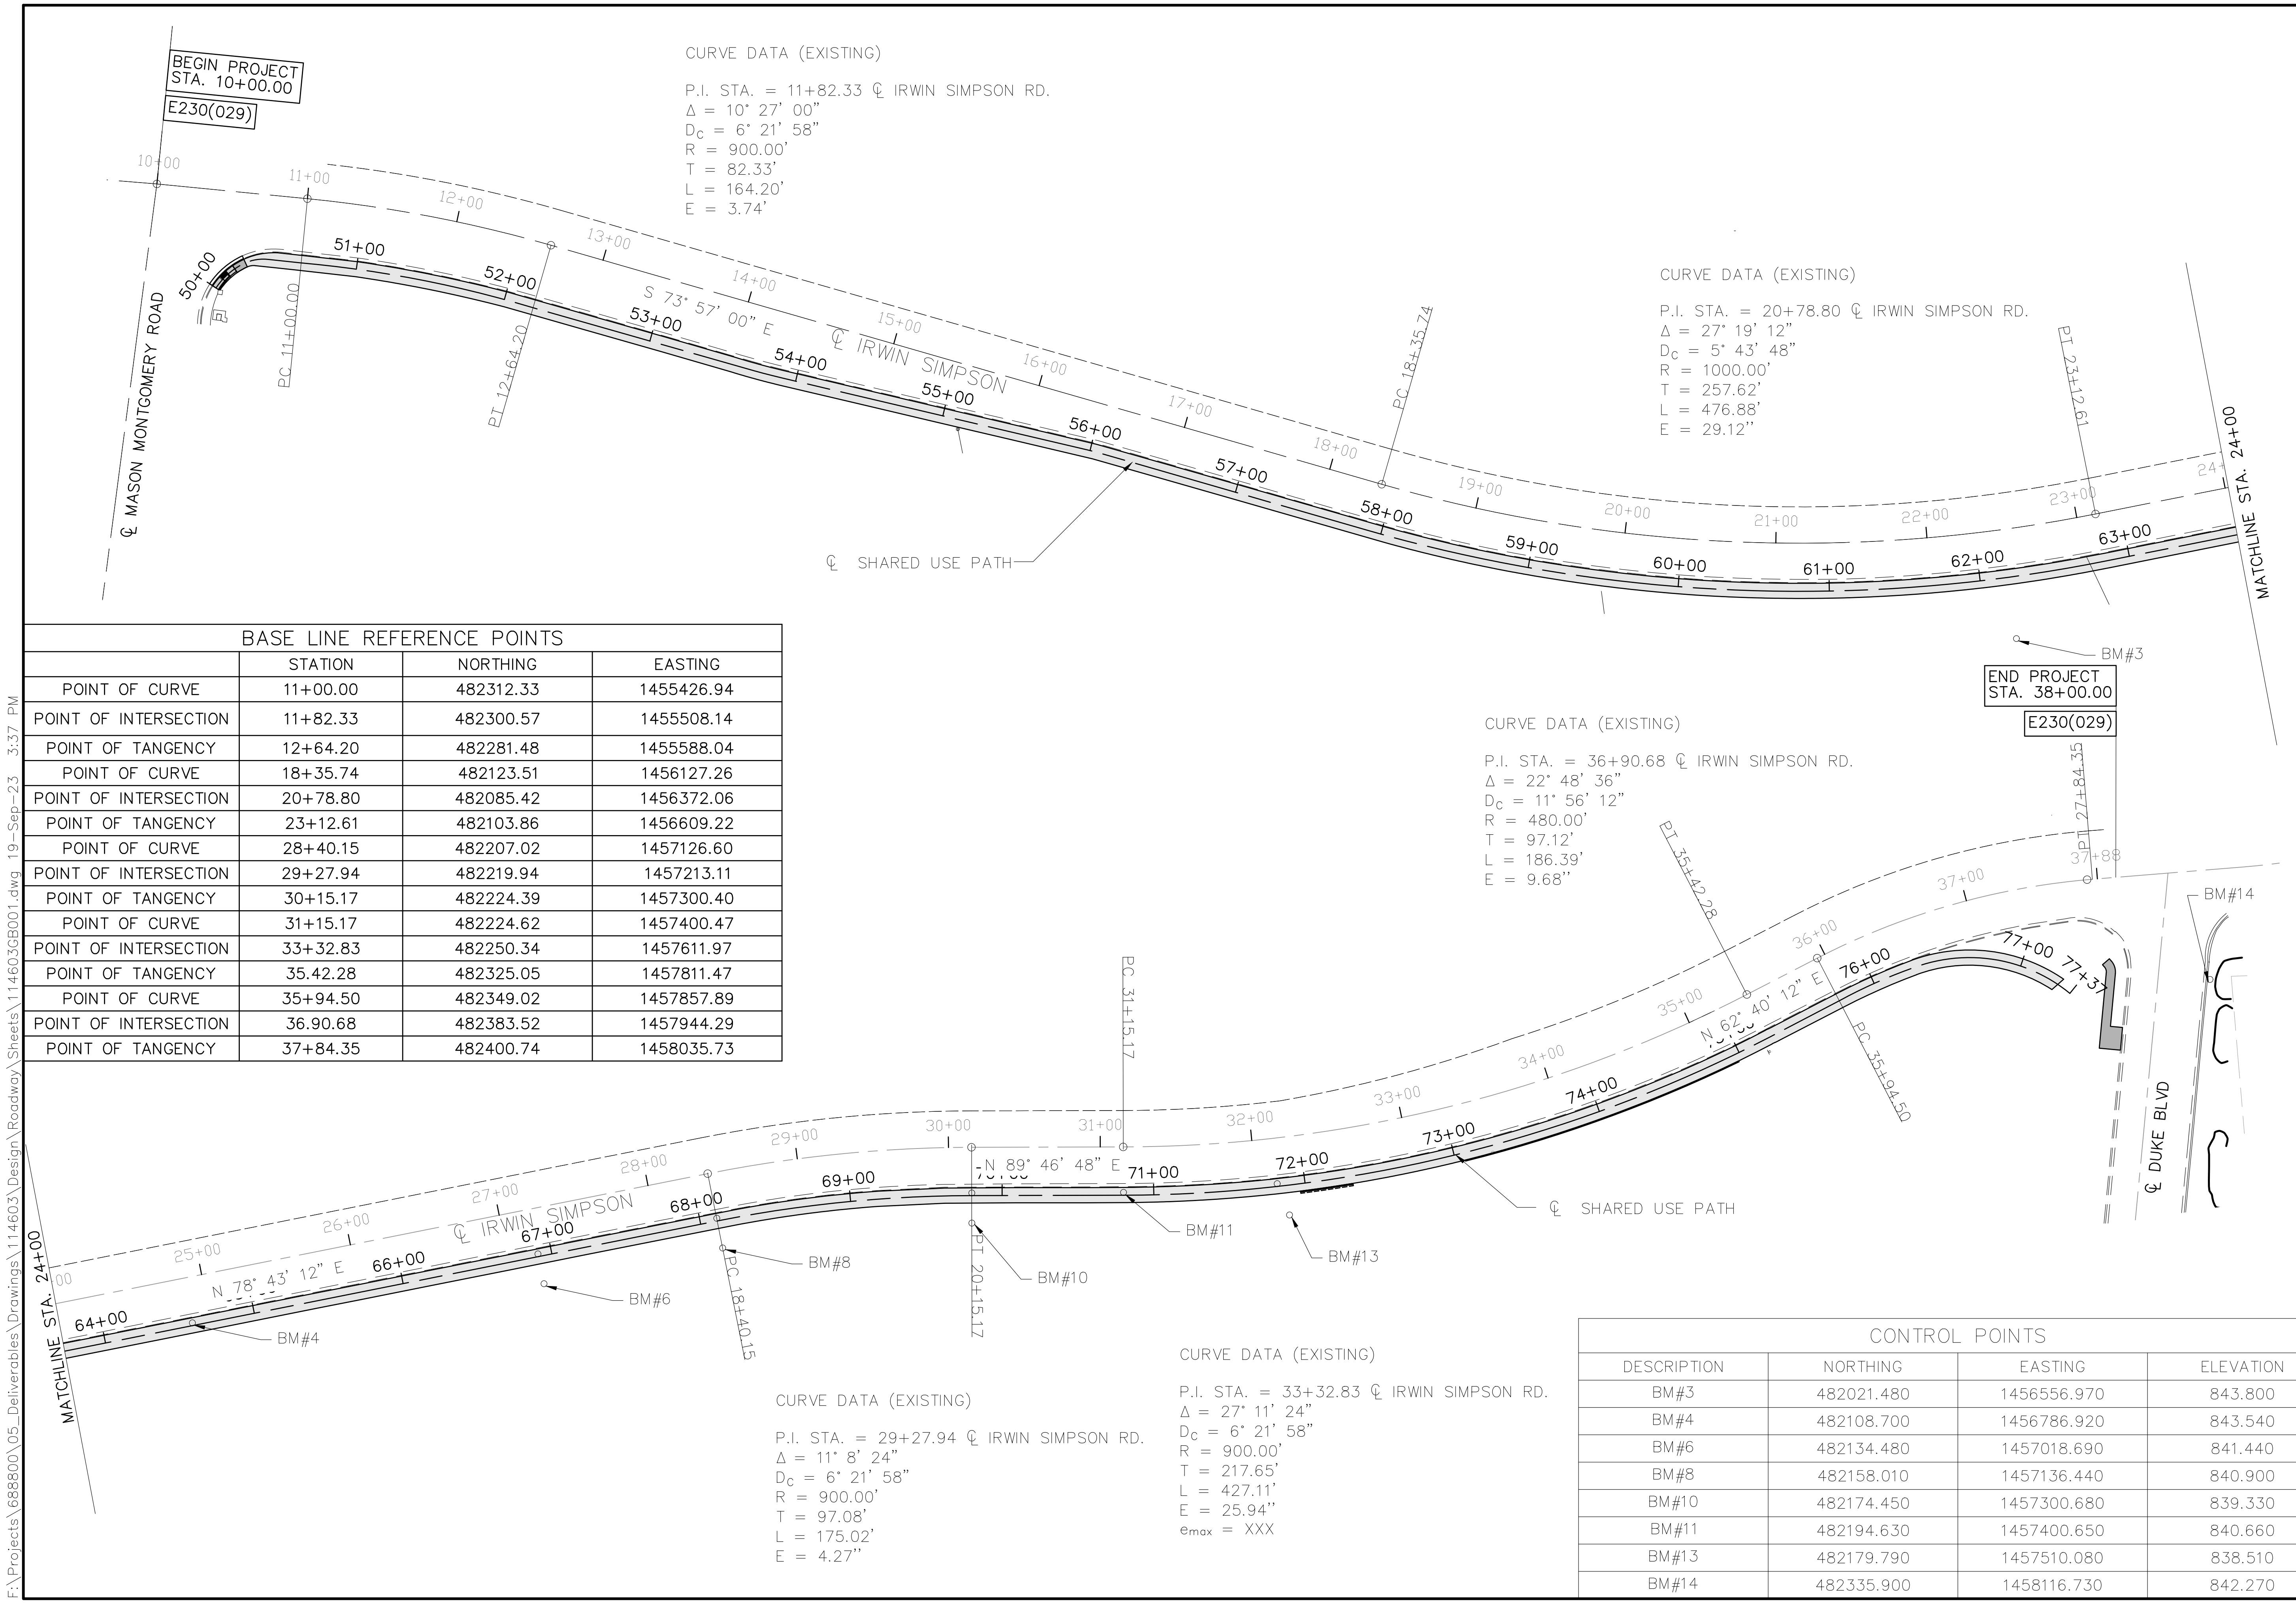 BEGIN PROJECT
STA. 10+00.00
E230(029)
CURVE DATA (EXISTING)
P.I. STA. = 11+82.33 ℄ IRWIN SIMPSON RD.
Δ = 10° 27' 00"
DC = 6° 21' 58"
R = 900.00'
T = 82.33'
L = 164.20'
E = 3.74'
CURVE DATA (EXISTING)
P.I. STA. = 20+78.80 ℄ IRWIN SIMPSON RD.
Δ = 27° 19' 12"
DC = 5° 43' 48"
R = 1000.00'
T = 257.62'
L = 476.88'
E = 29.12''
10+00
11+00
12+00
13+00
14+00
15+00
16+00
17+00
18+00
19+00
20+00
21+00
22+00
23+00
24+
50+00
51+00
52+00
53+00
54+00
55+00
56+00
57+00
58+00
59+00
60+00
61+00
62+00
63+00
PC 11+00.00
PT 12+64.20
S 73° 57' 00" E
℄ IRWIN SIMPSON
PC 18+35.74
PT 23+12.61
MATCHLINE STA. 24+00
℄ MASON MONTGOMERY ROAD
℄ SHARED USE PATH
BM#3
BASE LINE REFERENCE POINTS
STATION NORTHING EASTING
POINT OF CURVE 11+00.00 482312.33 1455426.94
POINT OF INTERSECTION 11+82.33 482300.57 1455508.14
POINT OF TANGENCY 12+64.20 482281.48 1455588.04
POINT OF CURVE 18+35.74 482123.51 1456127.26
POINT OF INTERSECTION 20+78.80 482085.42 1456372.06
POINT OF TANGENCY 23+12.61 482103.86 1456609.22
POINT OF CURVE 28+40.15 482207.02 1457126.60
POINT OF INTERSECTION 29+27.94 482219.94 1457213.11
POINT OF TANGENCY 30+15.17 482224.39 1457300.40
POINT OF CURVE 31+15.17 482224.62 1457400.47
POINT OF INTERSECTION 33+32.83 482250.34 1457611.97
POINT OF TANGENCY 35.42.28 482325.05 1457811.47
POINT OF CURVE 35+94.50 482349.02 1457857.89
POINT OF INTERSECTION 36.90.68 482383.52 1457944.29
POINT OF TANGENCY 37+84.35 482400.74 1458035.73
END PROJECT
STA. 38+00.00
E230(029)
CURVE DATA (EXISTING)
P.I. STA. = 36+90.68 ℄ IRWIN SIMPSON RD.
Δ = 22° 48' 36"
DC = 11° 56' 12"
R = 480.00'
T = 97.12'
L = 186.39'
E = 9.68''
MATCHLINE STA. 24+00
00
25+00
26+00
27+00
28+00
29+00
30+00
31+00
32+00
33+00
34+00
35+00
36+00
37+00
37+88
64+00
66+00
67+00
68+00
69+00
71+00
72+00
73+00
74+00
76+00
77+00
77+37
N 78° 43' 12" E
℄ IRWIN SIMPSON
PC 18+40.15
PT 20+15.17
N 89° 46' 48" E
PC 31+15.17
PT 35+42.28
N 62° 40' 12" E
PC 35+94.50
PT 27+84.35
BM#4
BM#6
BM#8
BM#10
BM#11
BM#13
BM#14
℄ SHARED USE PATH
℄ DUKE BLVD
CURVE DATA (EXISTING)
P.I. STA. = 29+27.94 ℄ IRWIN SIMPSON RD.
Δ = 11° 8' 24"
DC = 6° 21' 58"
R = 900.00'
T = 97.08'
L = 175.02'
E = 4.27''
CURVE DATA (EXISTING)
P.I. STA. = 33+32.83 ℄ IRWIN SIMPSON RD.
Δ = 27° 11' 24"
DC = 6° 21' 58"
R = 900.00'
T = 217.65'
L = 427.11'
E = 25.94''
emax = XXX
CONTROL POINTS
DESCRIPTION NORTHING EASTING ELEVATION
BM#3 482021.480 1456556.970 843.800
BM#4 482108.700 1456786.920 843.540
BM#6 482134.480 1457018.690 841.440
BM#8 482158.010 1457136.440 840.900
BM#10 482174.450 1457300.680 839.330
BM#11 482194.630 1457400.650 840.660
BM#13 482179.790 1457510.080 838.510
BM#14 482335.900 1458116.730 842.270
F:\Projects\688800\05_Deliverables\Drawings\114603\Design\Roadway\Sheets\114603GB001.dwg 19-Sep-23 3:37 PM